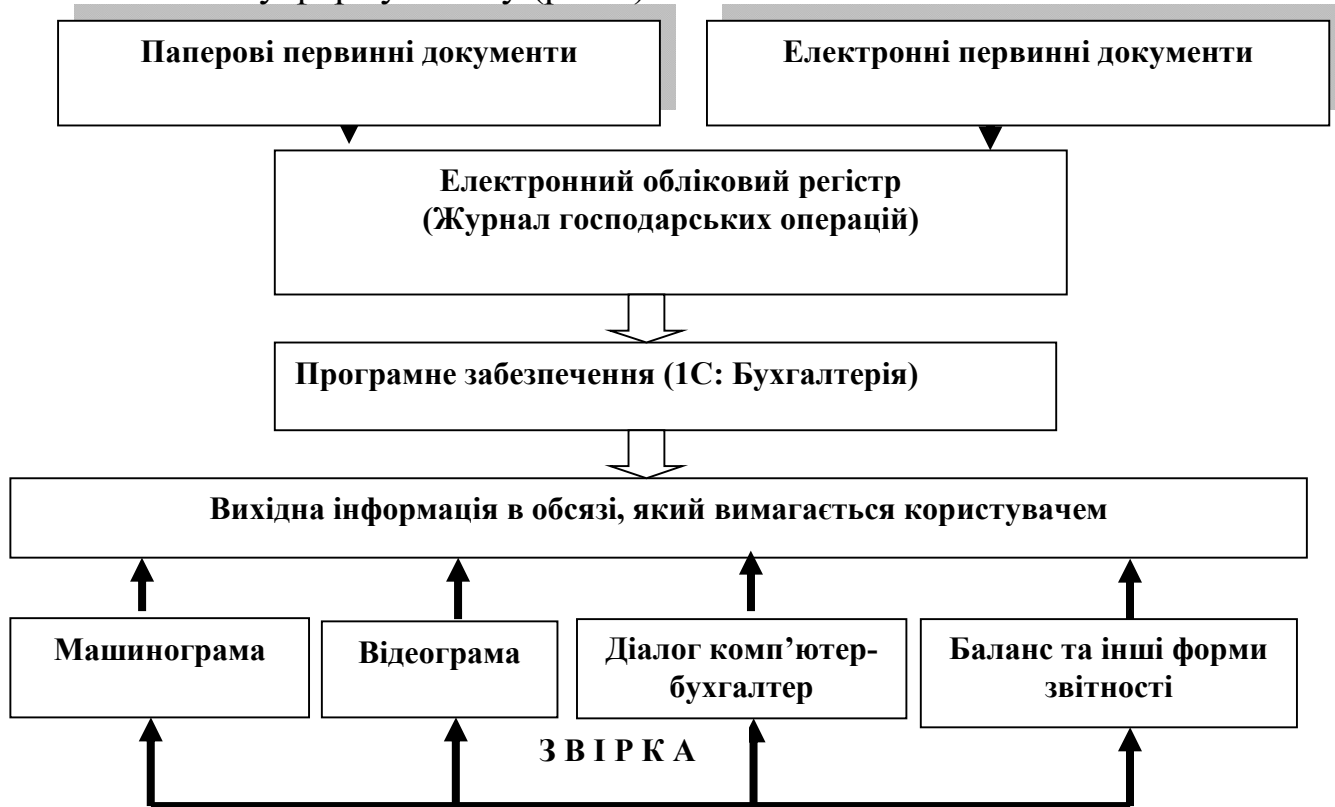 Паперові первинні документи
Електронні первинні документи
Електронний обліковий регістр
(Журнал господарських операцій)
Програмне забезпечення (1С: Бухгалтерія)
Вихідна інформація в обсязі, який вимагається користувачем
Машинограма
Відеограма
Діалог комп’ютер-
бухгалтер
Баланс та інші форми
звітності
З В І Р К А